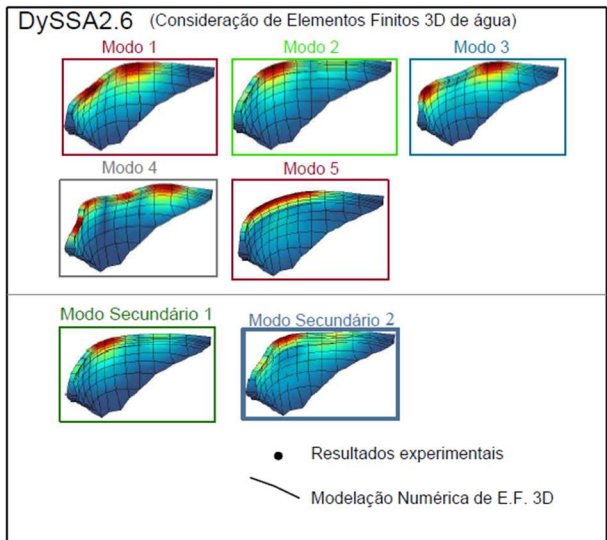 DySSA2.6 (Consideração de Elementos Finitos 3D de água)
Modo 1 Modo 2 Modo 3
Modo 4 Modo 5
Modo Secundário 1 Modo Secundário 2
Resultados experimentais
Modelação Numérica de E.F. 3D